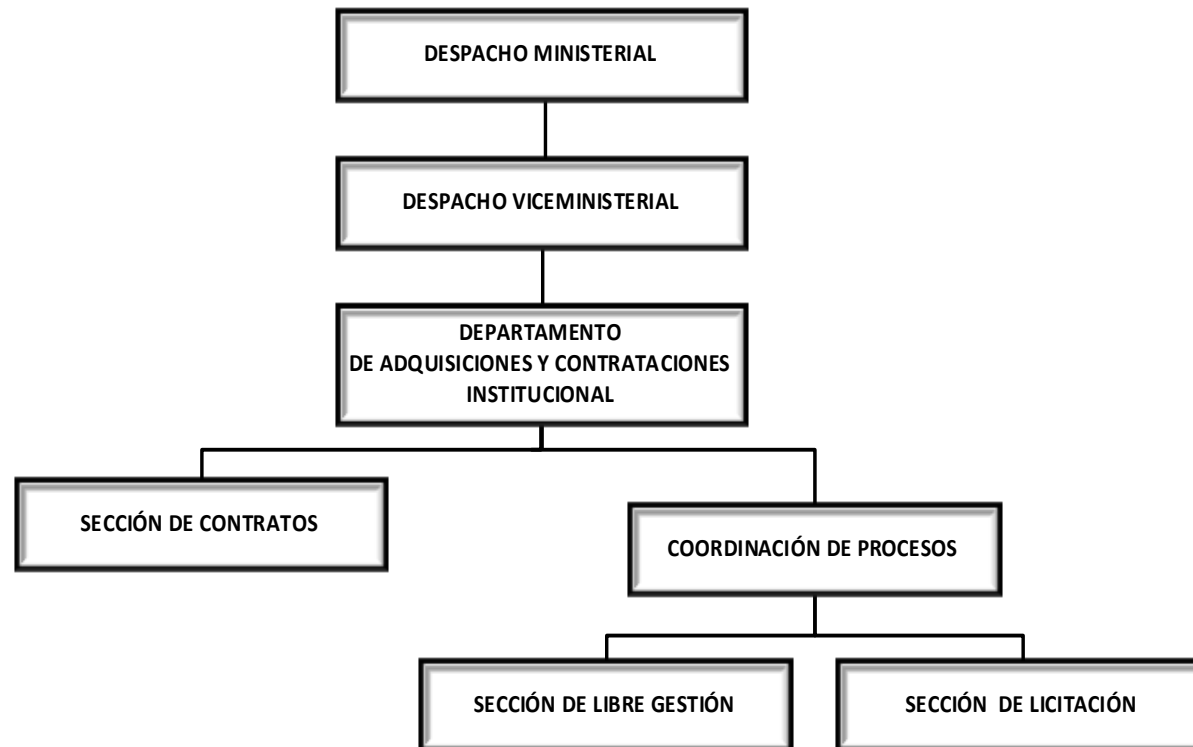 DESPACHO MINISTERIAL
DESPACHO VICEMINISTERIAL
DEPARTAMENTO
DE ADQUISICIONES Y CONTRATACIONES
INSTITUCIONAL
SECCIÓN DE CONTRATOS
COORDINACIÓN DE PROCESOS
SECCIÓN DE LIBRE GESTIÓN
SECCIÓN DE LICITACIÓN